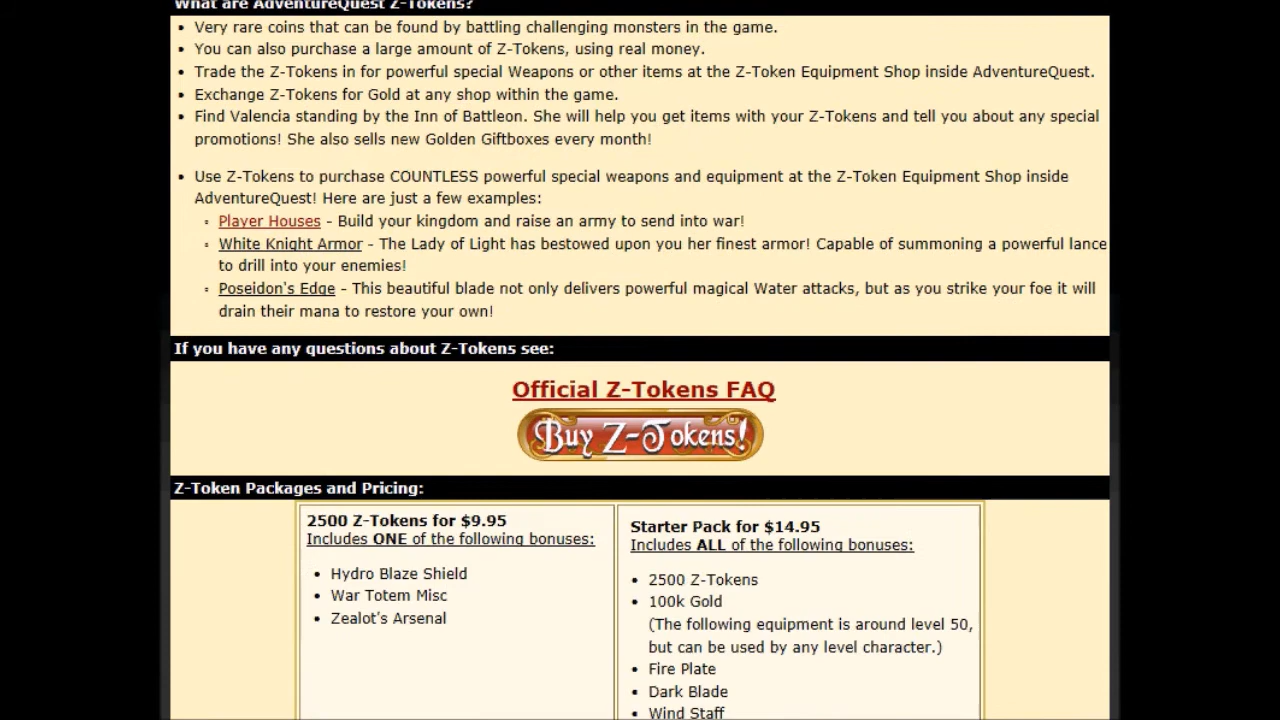 What are AdventureQuest Z-Tokens?
Very rare coins that can be found by battling challenging monsters in the game.
You can also purchase a large amount of Z-Tokens, using real money.
Trade the Z-Tokens in for powerful special Weapons or other items at the Z-Token Equipment Shop inside AdventureQuest.
Exchange Z-Tokens for Gold at any shop within the game.
Find Valencia standing by the Inn of Battleon. She will help you get items with your Z-Tokens and tell you about any special
promotions! She also sells new Golden Giftboxes every month!
Use Z-Tokens to purchase COUNTLESS powerful special weapons and equipment at the Z-Token Equipment Shop inside
AdventureQuest! Here are just a few examples:
Player Houses - Build your kingdom and raise an army to send into war!
White Knight Armor - The Lady of Light has bestowed upon you her finest armor! Capable of summoning a powerful lance
to drill into your enemies!
Poseidon's Edge - This beautiful blade not only delivers powerful magical Water attacks, but as you strike your foe it will
drain their mana to restore your own!
If you have any questions about Z-Tokens see:
Official Z-Tokens FAQ
Buy Z-Tokens!
Z-Token Packages and Pricing:
2500 Z-Tokens for $9.95
Includes ONE of the following bonuses:
Hydro Blaze Shield
War Totem Misc
Zealot's Arsenal
Starter Pack for $14.95
Includes ALL of the following bonuses:
2500 Z-Tokens
100k Gold
(The following equipment is around level 50,
but can be used by any level character.)
Fire Plate
Dark Blade
Wind Staff